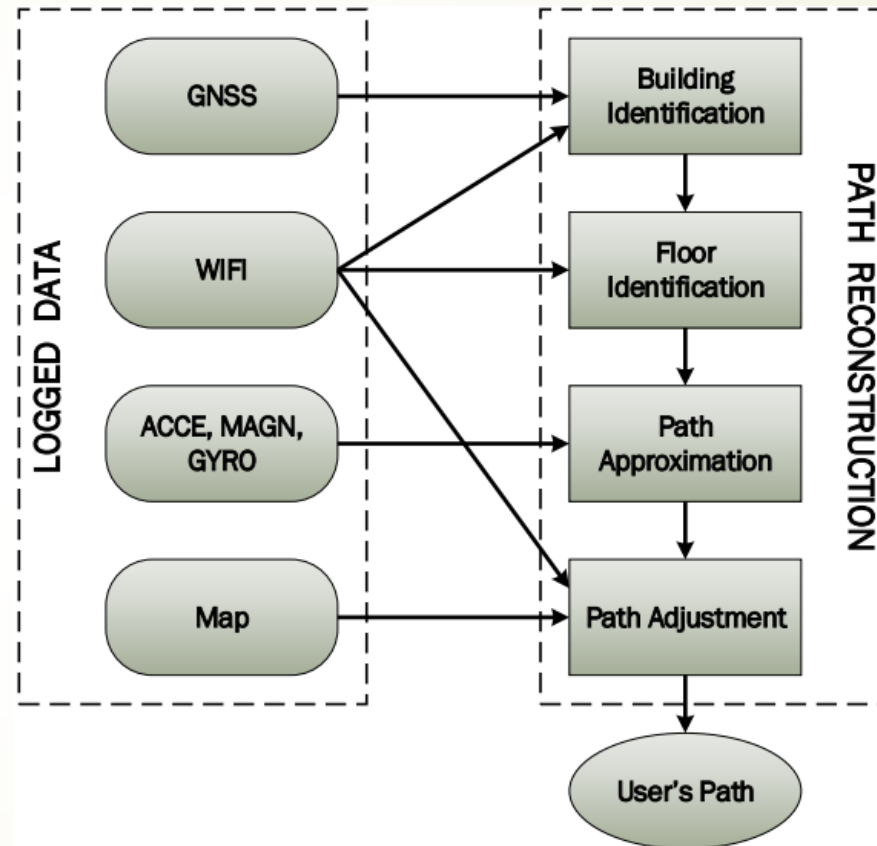 LOGGED DATA
GNSS
WIFI
ACCE, MAGN,
GYRO
Map
PATH RECONSTRUCTION
Building
Identification
Floor
Identification
Path
Approximation
Path Adjustment
User's Path